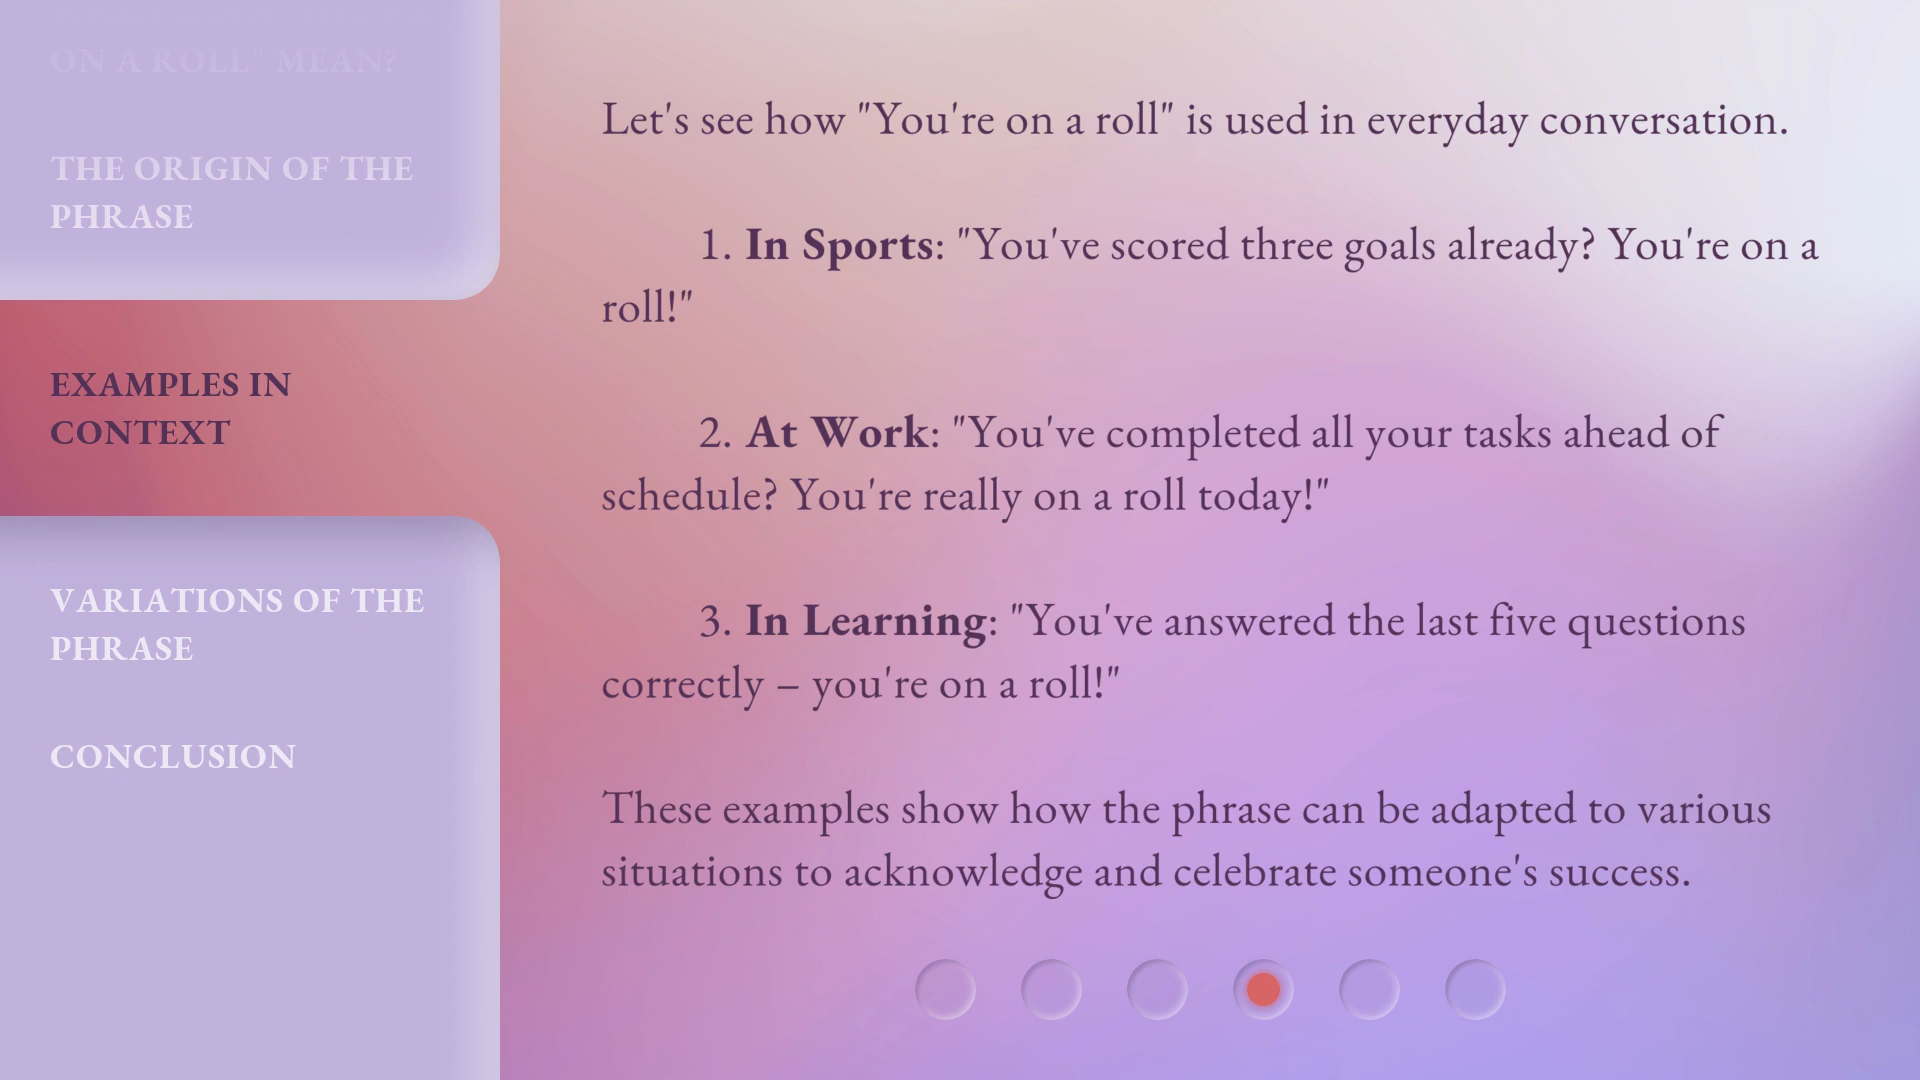 ON A ROLL" MEAN?
THE ORIGIN OF THE
PHRASE
EXAMPLES IN
CONTEXT
VARIATIONS OF THE
PHRASE
CONCLUSION
Let's see how "You're on a roll" is used in everyday conversation.
1. In Sports: "You've scored three goals already? You're on a
roll!"
2. At Work: "You've completed all your tasks ahead of
schedule? You're really on a roll today!"
3. In Learning: "You've answered the last five questions
correctly – you're on a roll!"
These examples show how the phrase can be adapted to various
situations to acknowledge and celebrate someone's success.